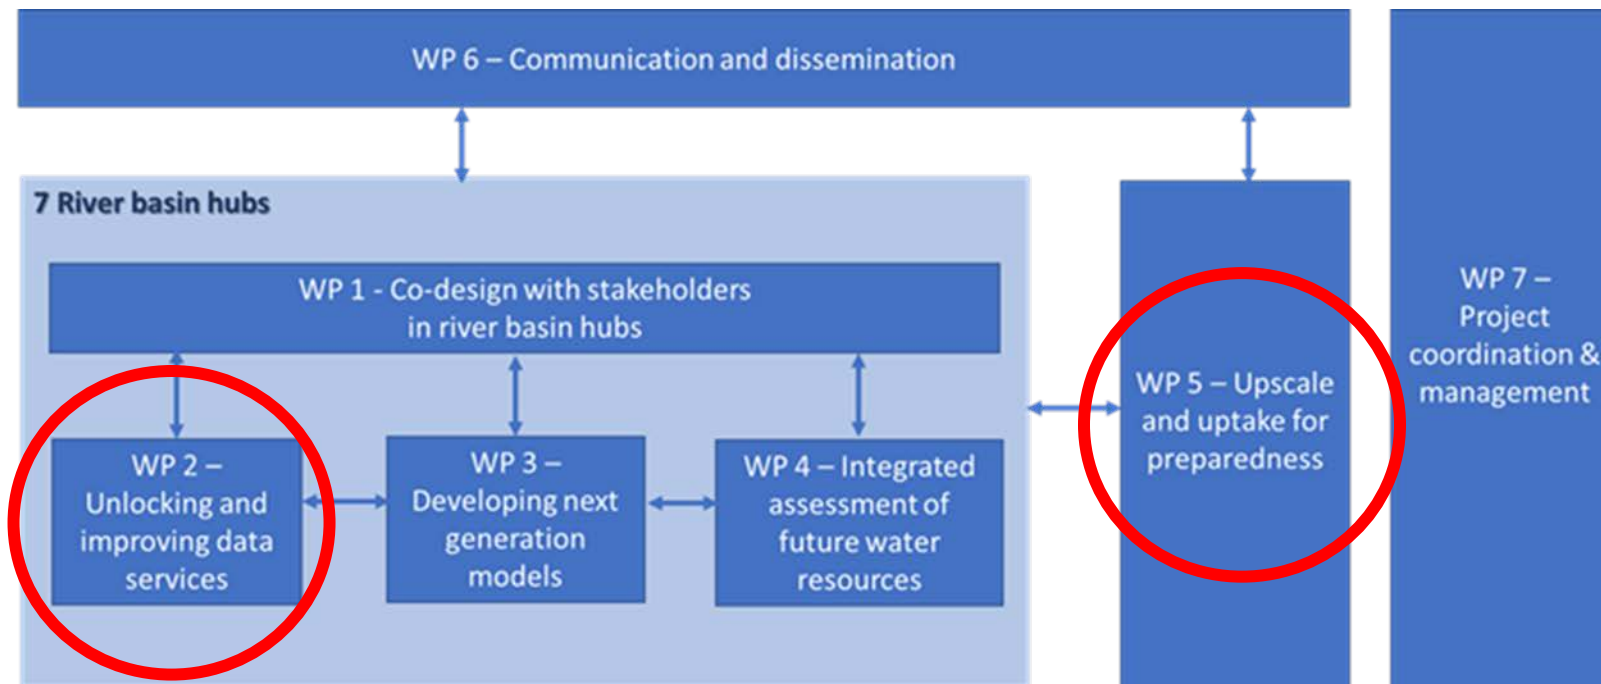 WP 6 – Communication and dissemination
7 River basin hubs
WP 1 - Co-design with stakeholders
in river basin hubs
WP 2 –
Unlocking and
improving data
services
WP 3 –
Developing next
generation
models
WP 4 – Integrated
assessment of
future water
resources
WP 5 – Upscale
and uptake for
preparedness
WP 7 –
Project
coordination &
management